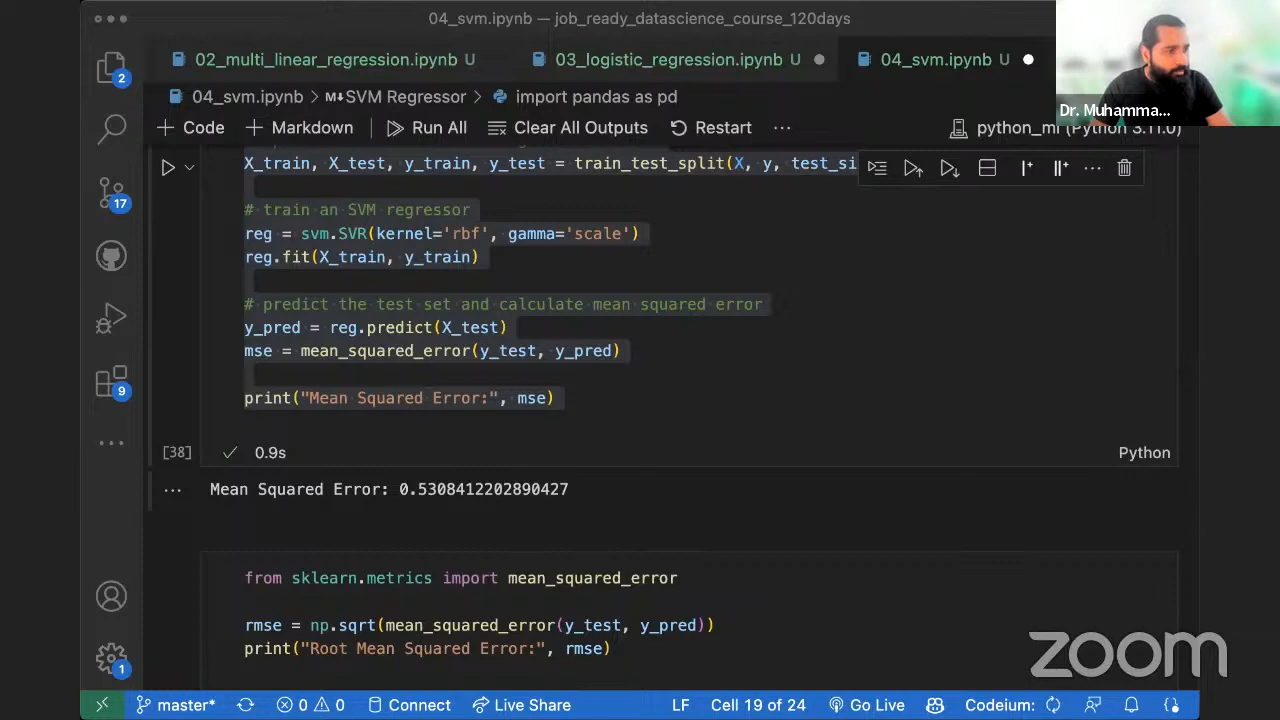 04_svm.ipynb — job_ready_datascience_course_120days
02_multi_linear_regression.ipynb U
03_logistic_regression.ipynb U
04_svm.ipynb U
04_svm.ipynb > M↓SVM Regressor > import pandas as pd
+ Code + Markdown Run All Clear All Outputs Restart ...
python_ml (Python 3.11.0)
Dr. Muhamma...
X_train, X_test, y_train, y_test = train_test_split(X, y, test_si
# train an SVM regressor
reg = svm.SVR(kernel='rbf', gamma='scale')
reg.fit(X_train, y_train)
# predict the test set and calculate mean squared error
y_pred = reg.predict(X_test)
mse = mean_squared_error(y_test, y_pred)
print("Mean Squared Error:", mse)
[38] ✓ 0.9s Python
... Mean Squared Error: 0.5308412202890427
from sklearn.metrics import mean_squared_error
rmse = np.sqrt(mean_squared_error(y_test, y_pred))
print("Root Mean Squared Error:", rmse)
2
17
9
1
zoom
master* 0 0 Connect Live Share LF Cell 19 of 24 Go Live Codeium: